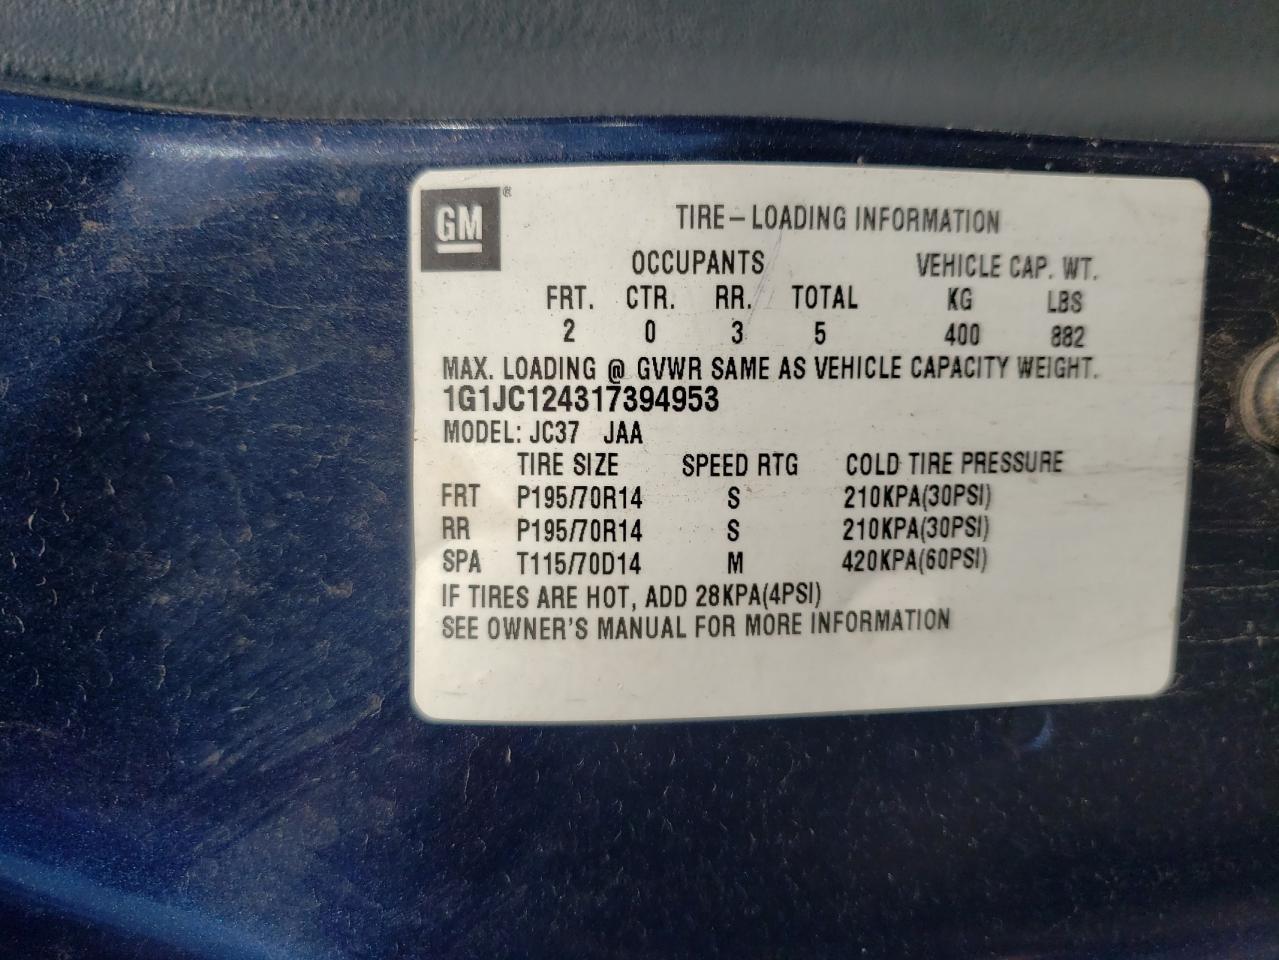 GM ®
TIRE-LOADING INFORMATION
OCCUPANTS VEHICLE CAP. WT.
FRT. CTR. RR. TOTAL KG LBS
2 0 3 5 400 882
MAX. LOADING @ GVWR SAME AS VEHICLE CAPACITY WEIGHT.
1G1JC124317394953
MODEL: JC37 JAA
TIRE SIZE SPEED RTG COLD TIRE PRESSURE
FRT P195/70R14 S 210KPA(30PSI)
RR P195/70R14 S 210KPA(30PSI)
SPA T115/70D14 M 420KPA(60PSI)
IF TIRES ARE HOT, ADD 28KPA(4PSI)
SEE OWNER'S MANUAL FOR MORE INFORMATION